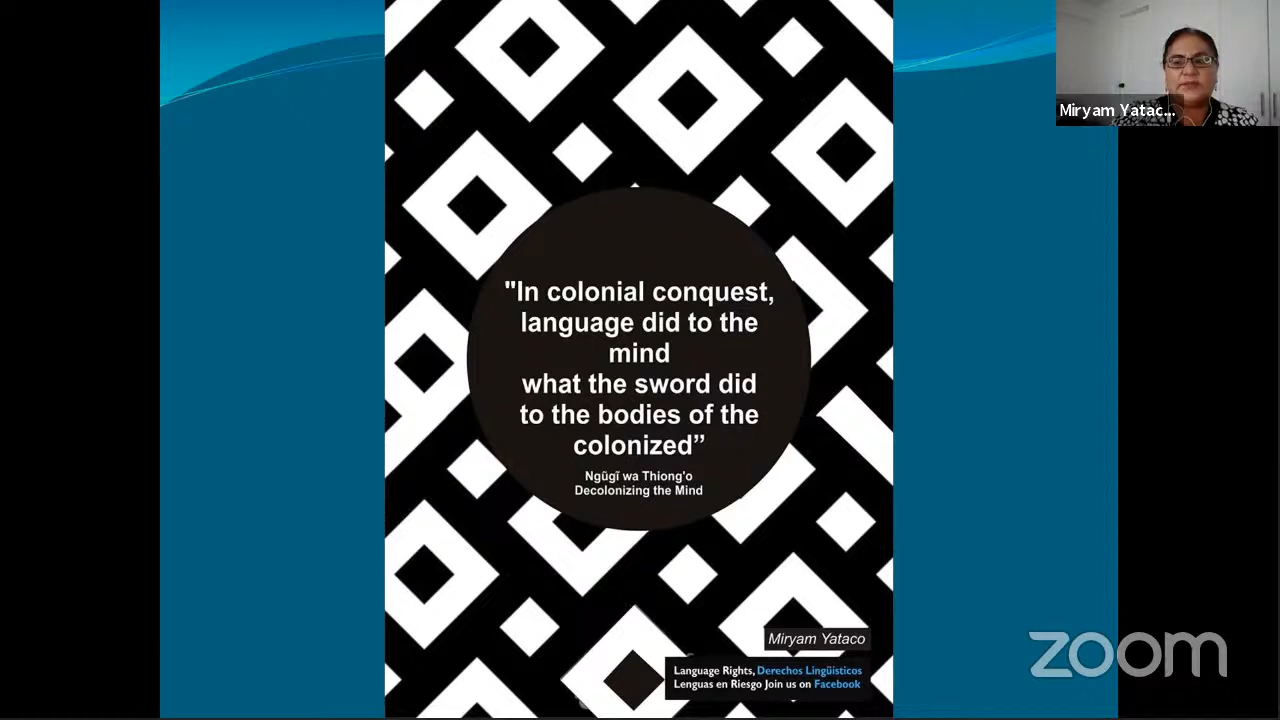 "In colonial conquest,
language did to the
mind
what the sword did
to the bodies of the
colonized”
Ngũgĩ wa Thiong'o
Decolonizing the Mind
Miryam Yataco
Language Rights, Derechos Lingüísticos
Lenguas en Riesgo Join us on Facebook
Miryam Yatac...
zoom